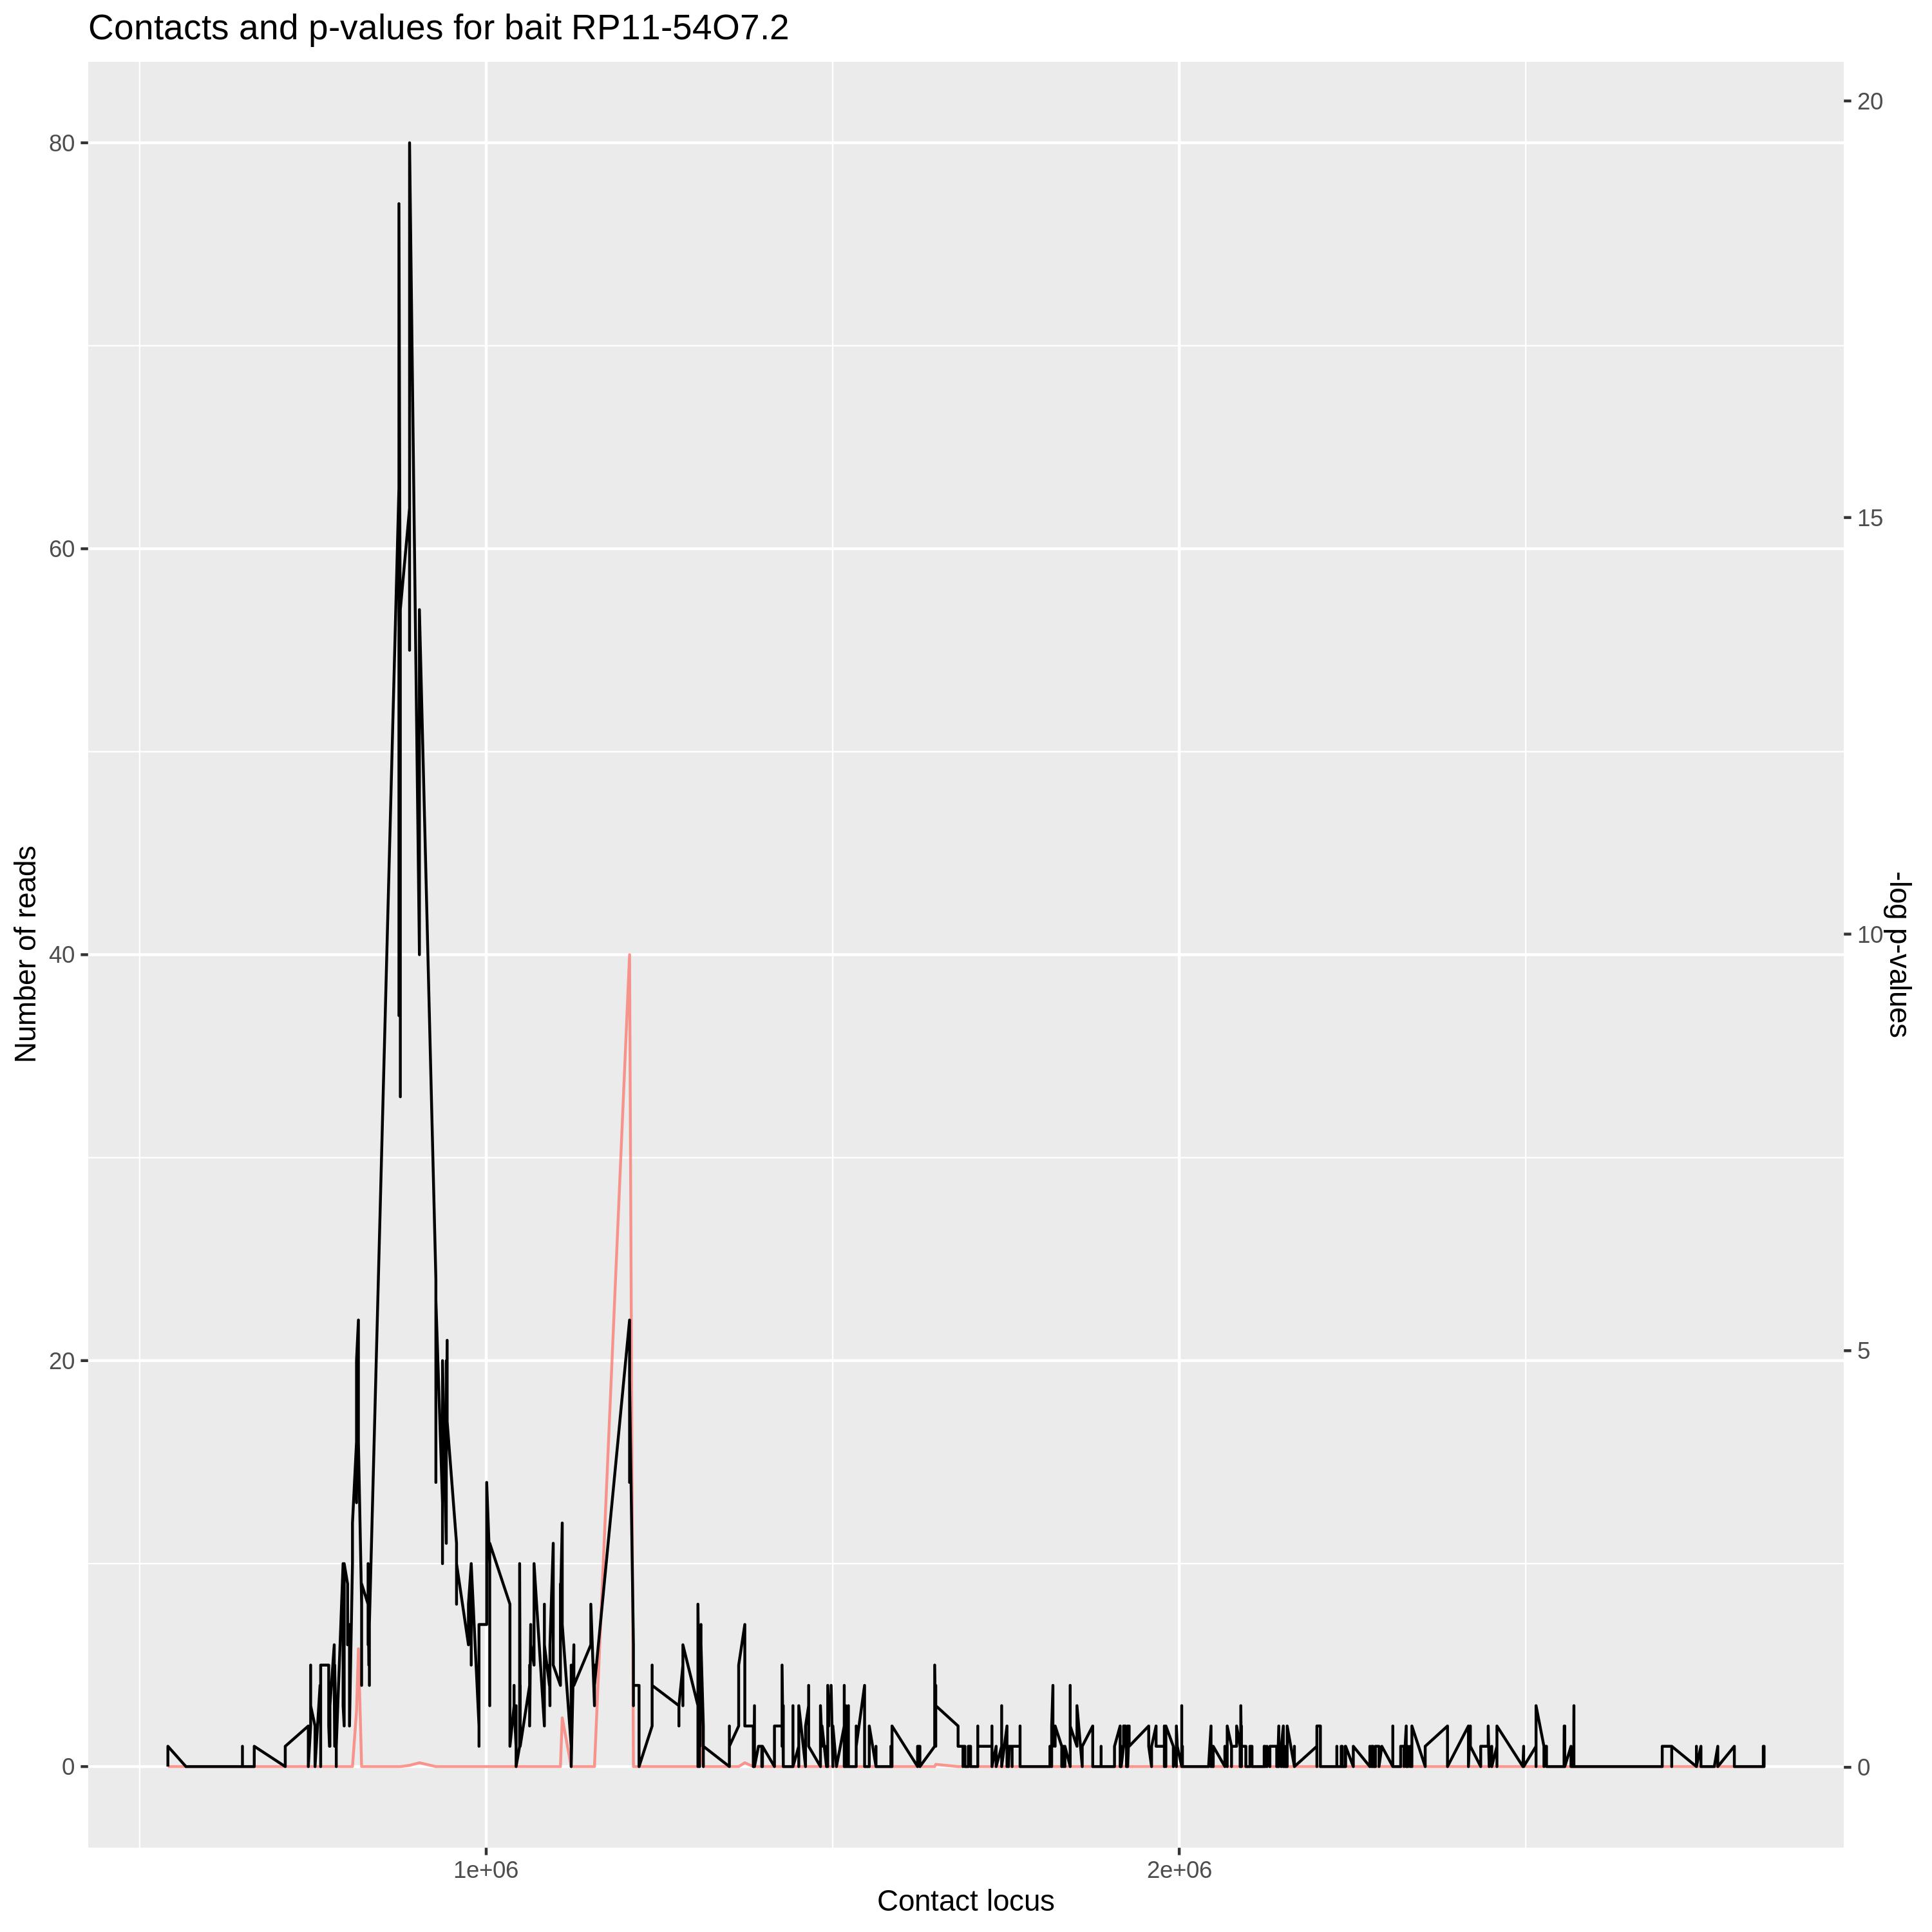 Contacts and p-values for bait RP11-54O7.2
80
60
40
20
0
Number of reads
20
15
10
5
0
-log p-values
1e+06
2e+06
Contact locus